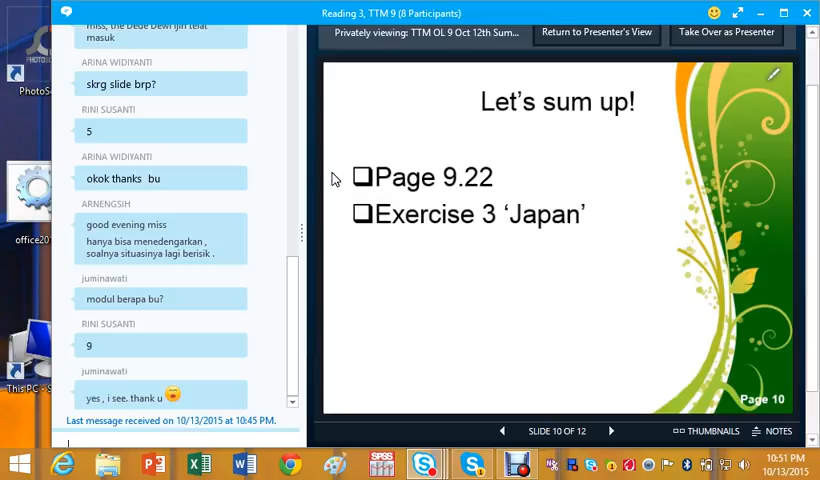 Reading 3, TTM 9 (8 Participants)
PhotoS
office20
This PC - S
miss, the Dede Dewi ijin telat
masuk
ARINA WIDIYANTI
skrg slide brp?
RINI SUSANTI
5
ARINA WIDIYANTI
okok thanks bu
ARNENGSIH
good evening miss
hanya bisa menedengarkan ,
soalnya situasinya lagi berisik .
juminawati
modul berapa bu?
RINI SUSANTI
9
juminawati
yes , i see. thank u
Last message received on 10/13/2015 at 10:45 PM.
Privately viewing: TTM OL 9 Oct 12th Sum...
Return to Presenter's View
Take Over as Presenter
Let's sum up!
Page 9.22
Exercise 3 ‘Japan’
Page 10
SLIDE 10 OF 12
THUMBNAILS
NOTES
SPSS
10:51 PM
10/13/2015